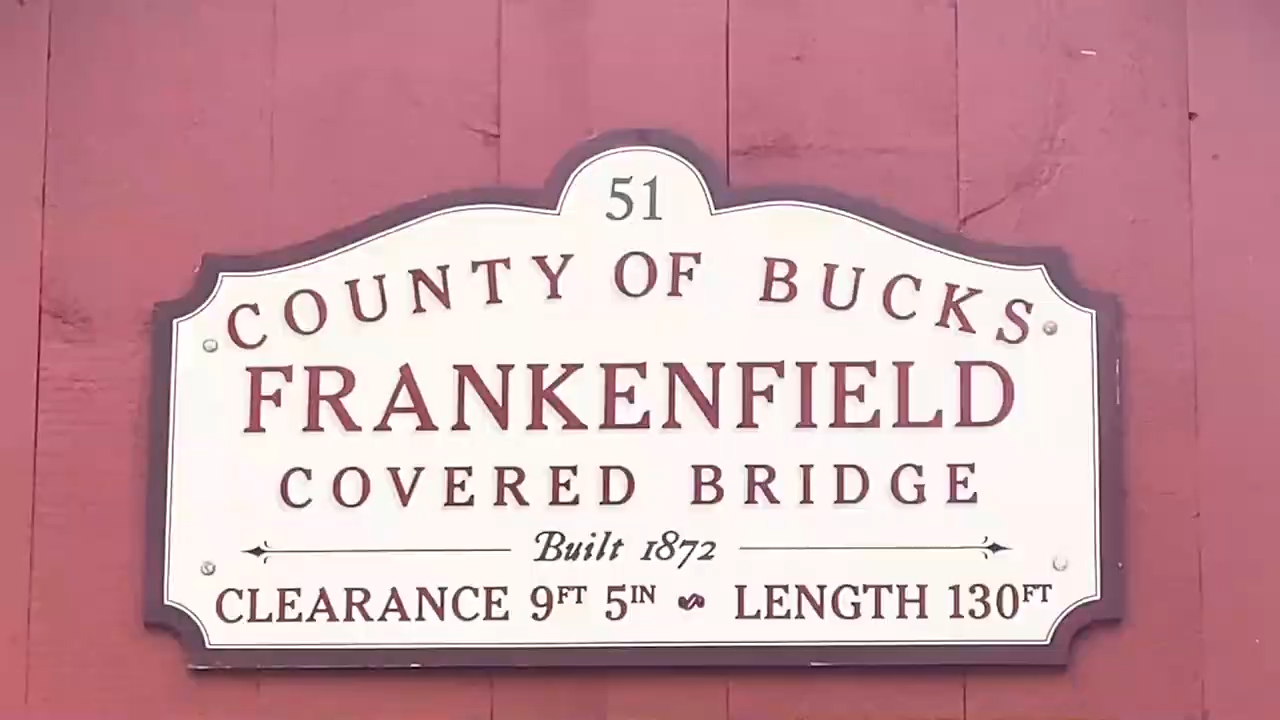 51
COUNTY OF BUCKS
FRANKENFIELD
COVERED BRIDGE
Built 1872
CLEARANCE 9FT 5IN LENGTH 130FT